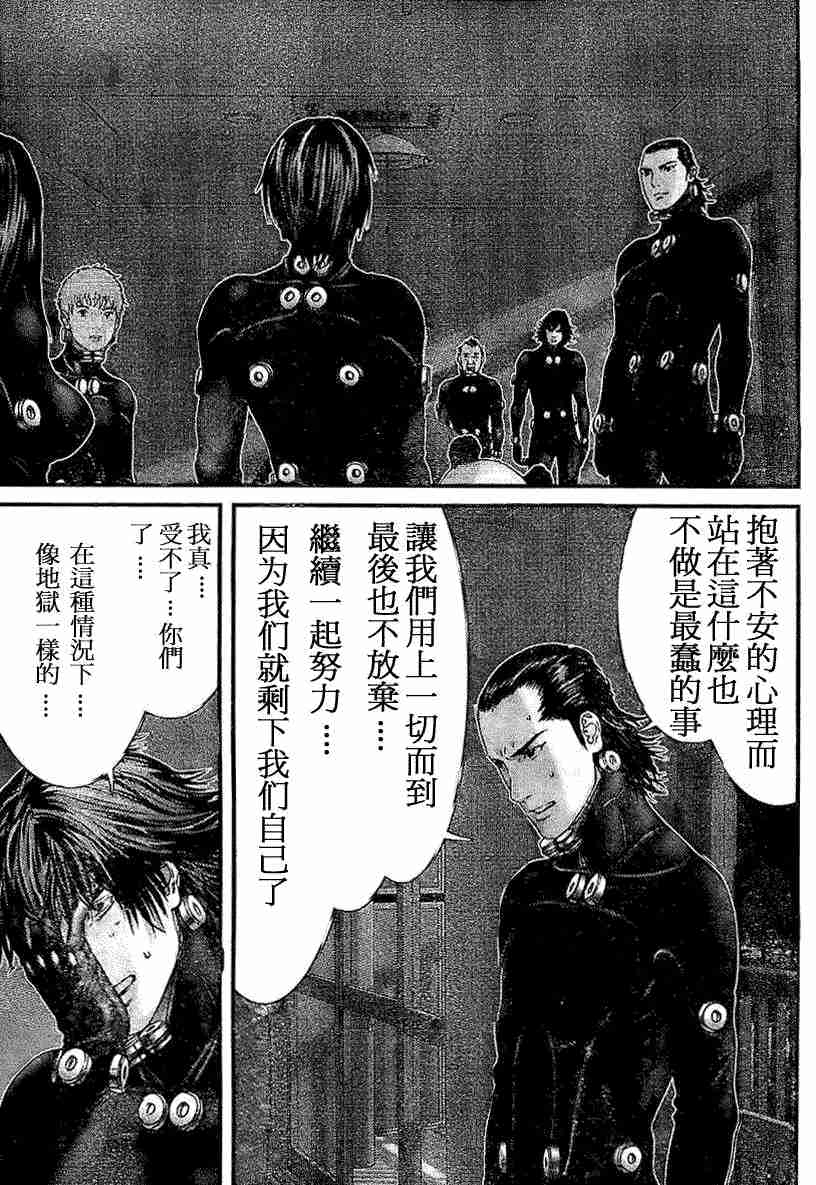 抱著不安的心理而
站在這什麼也
不做是最蠢的事
讓我們用上一切而到
最後也不放棄....
繼續一起努力....
因为我们就剩下我们自己了
我真....
受不了...你們
了....
在這種情況下...
像地獄一樣的....